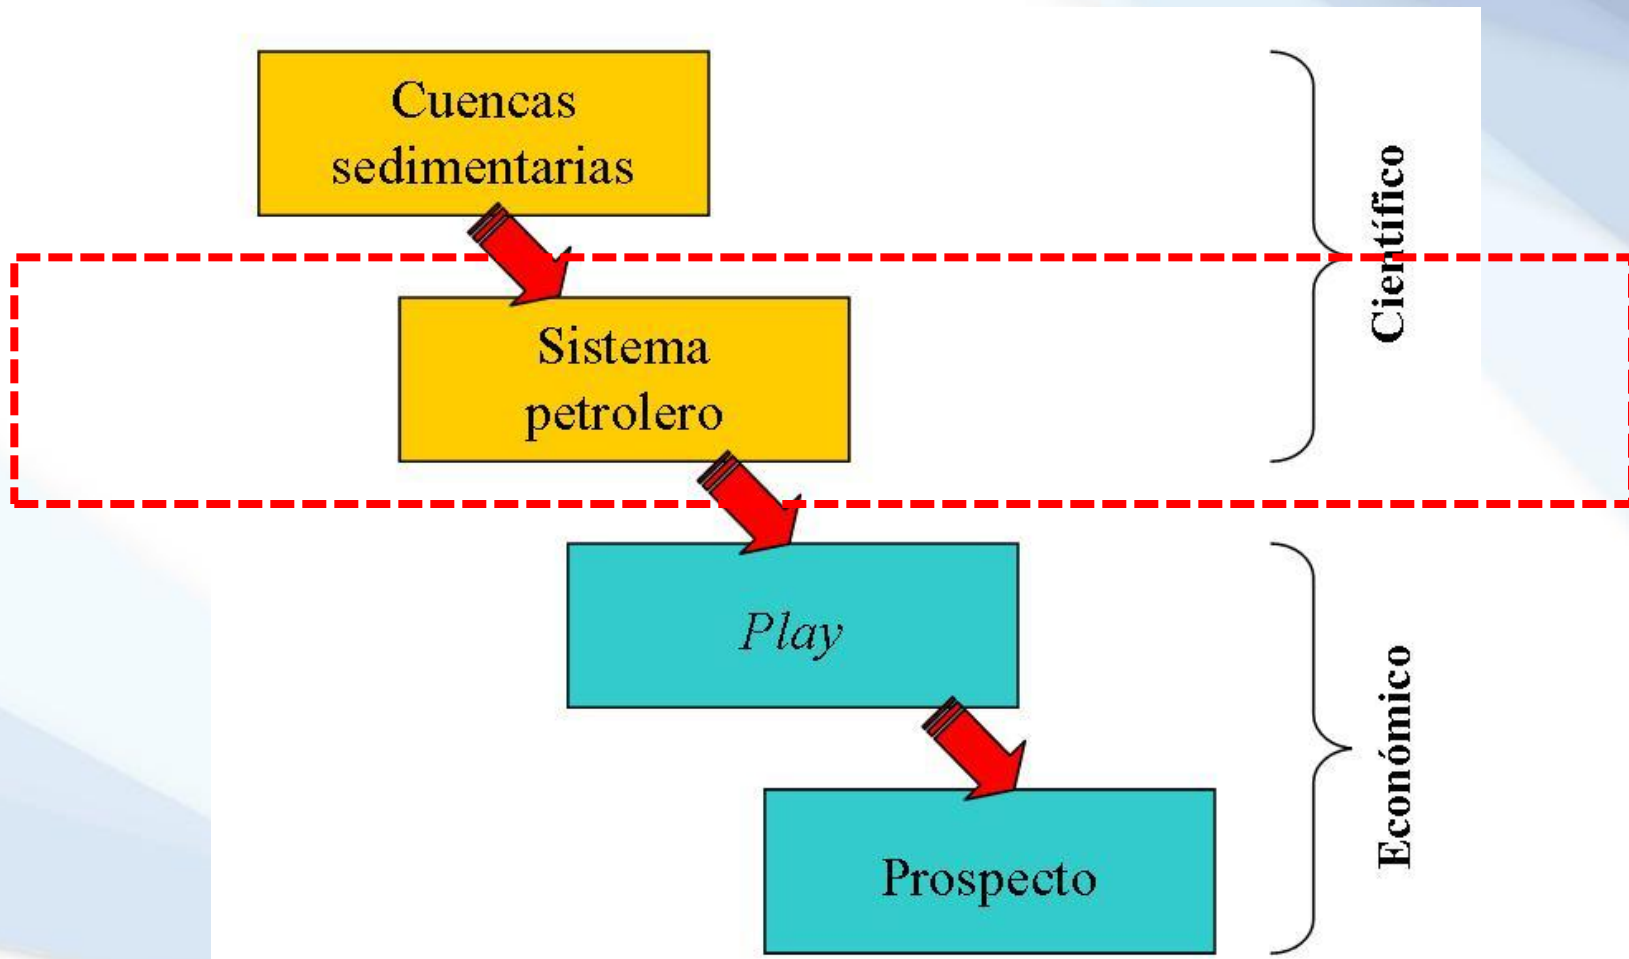 Cuencas
sedimentarias
Sistema
petrolero
Play
Prospecto
Científico
Económico